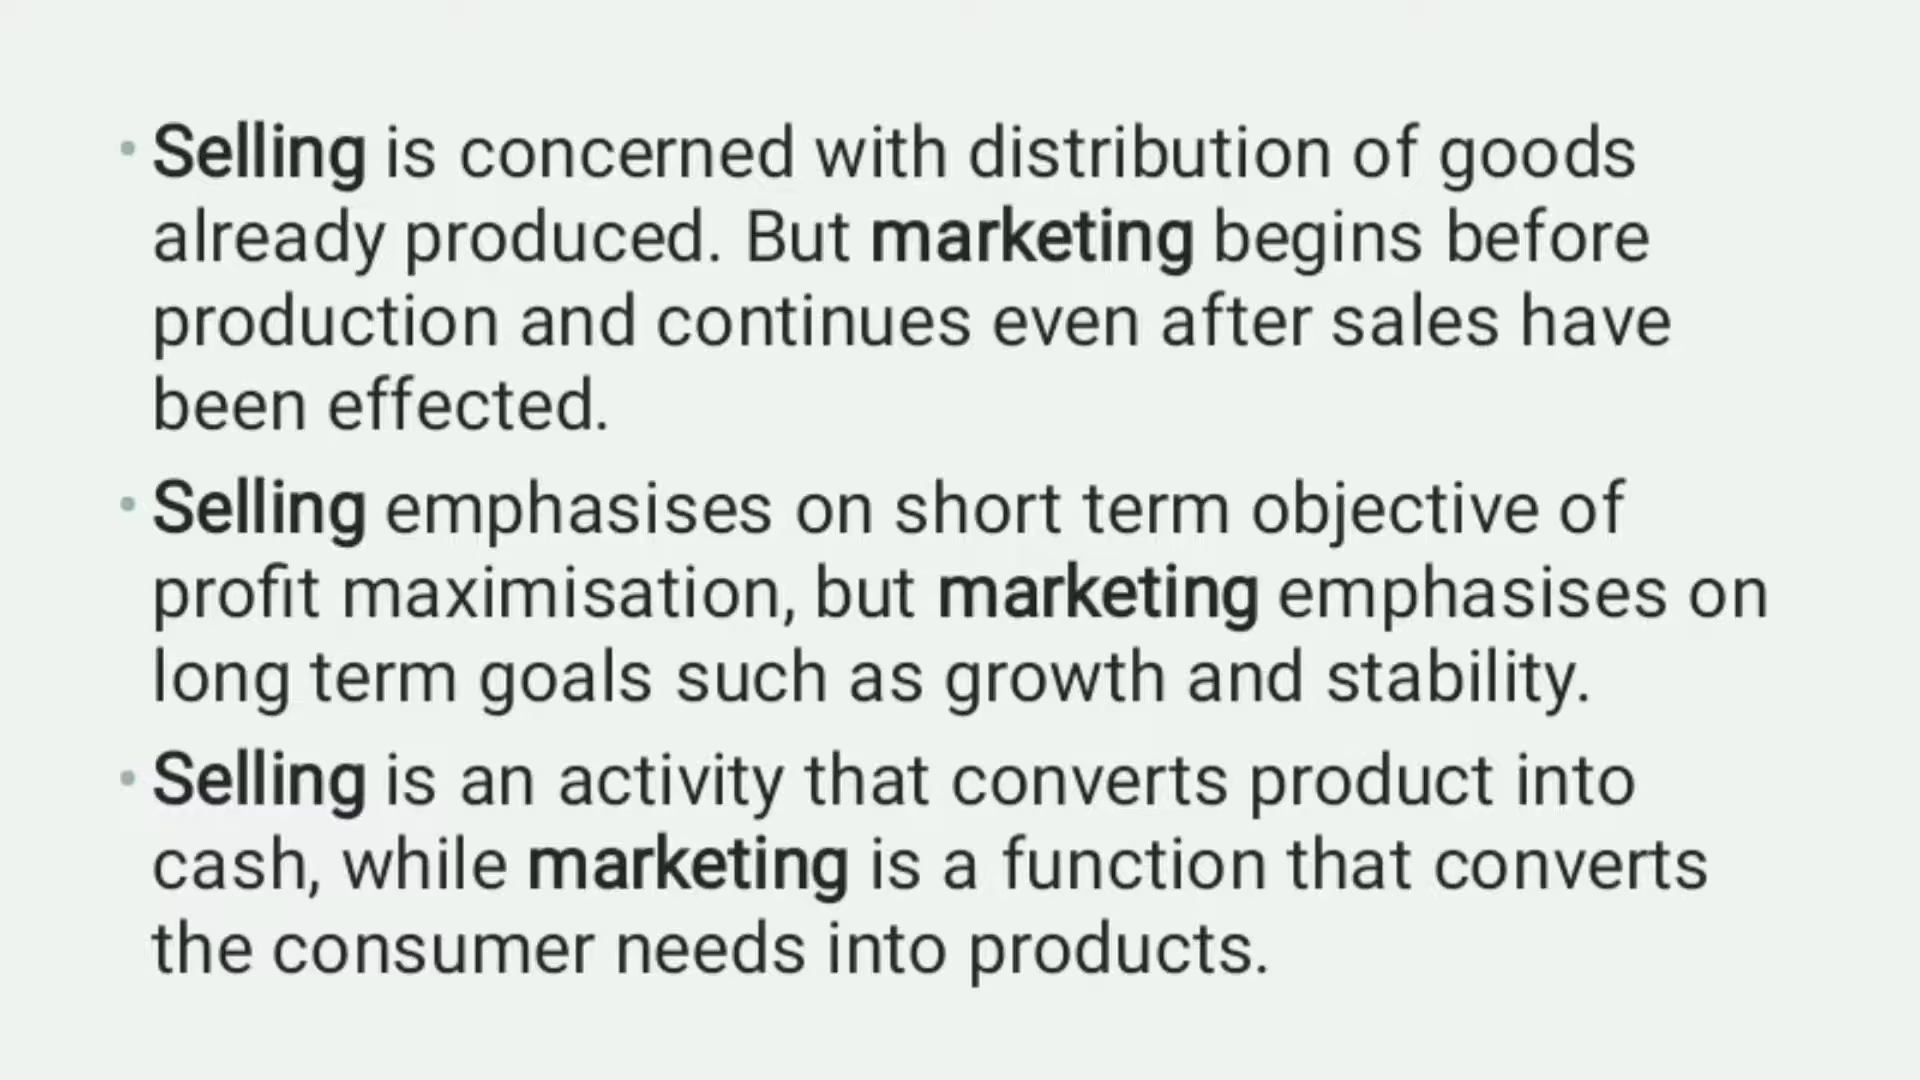 • Selling is concerned with distribution of goods
already produced. But marketing begins before
production and continues even after sales have
been effected.
• Selling emphasises on short term objective of
profit maximisation, but marketing emphasises on
long term goals such as growth and stability.
• Selling is an activity that converts product into
cash, while marketing is a function that converts
the consumer needs into products.